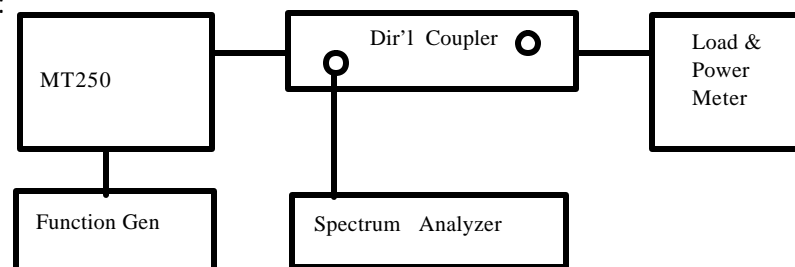 Dir'l Coupler
Load &
Power
Meter
MT250
Function Gen
Spectrum Analyzer